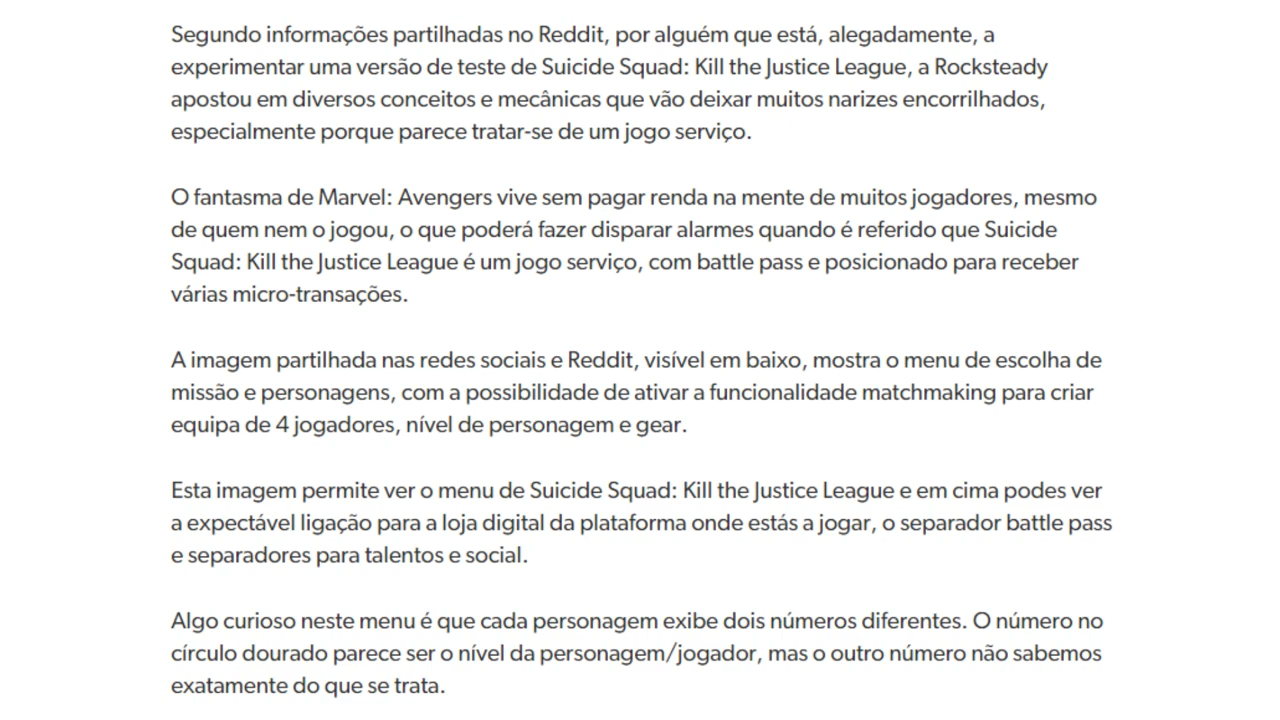 Segundo informações partilhadas no Reddit, por alguém que está, alegadamente, a
experimentar uma versão de teste de Suicide Squad: Kill the Justice League, a Rocksteady
apostou em diversos conceitos e mecânicas que vão deixar muitos narizes encorrilhados,
especialmente porque parece tratar-se de um jogo serviço.
O fantasma de Marvel: Avengers vive sem pagar renda na mente de muitos jogadores, mesmo
de quem nem o jogou, o que poderá fazer disparar alarmes quando é referido que Suicide
Squad: Kill the Justice League é um jogo serviço, com battle pass e posicionado para receber
várias micro-transações.
A imagem partilhada nas redes sociais e Reddit, visível em baixo, mostra o menu de escolha de
missão e personagens, com a possibilidade de ativar a funcionalidade matchmaking para criar
equipa de 4 jogadores, nível de personagem e gear.
Esta imagem permite ver o menu de Suicide Squad: Kill the Justice League e em cima podes ver
a expectável ligação para a loja digital da plataforma onde estás a jogar, o separador battle pass
e separadores para talentos e social.
Algo curioso neste menu é que cada personagem exibe dois números diferentes. O número no
círculo dourado parece ser o nível da personagem/jogador, mas o outro número não sabemos
exatamente do que se trata.